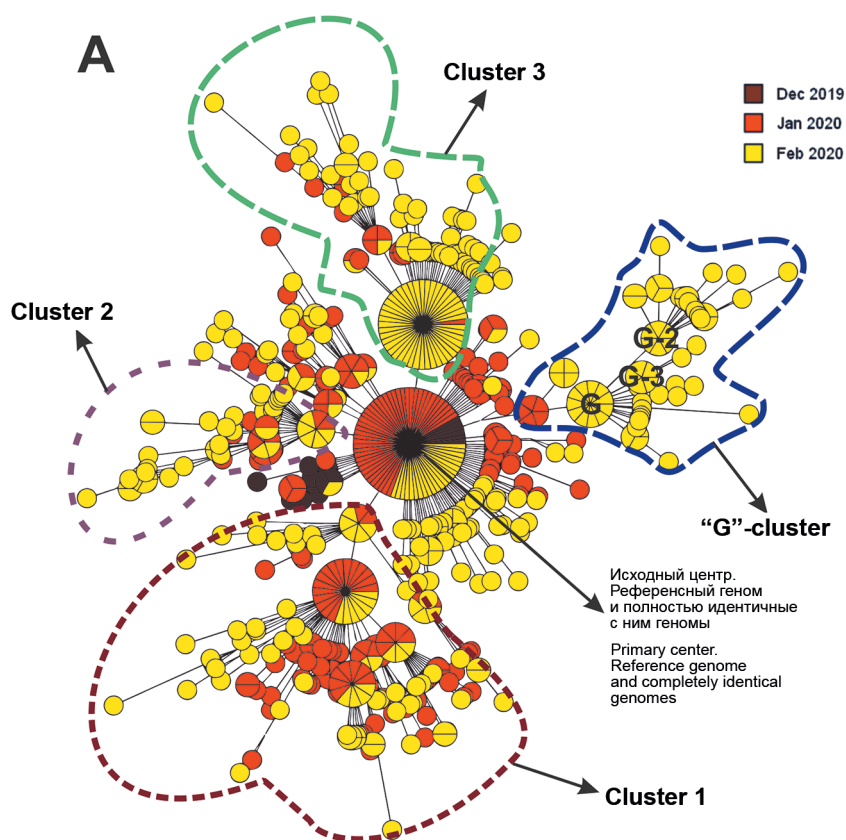 A
Cluster 3
Dec 2019
Jan 2020
Feb 2020
Cluster 2
G-2
G-3
G
“G”-cluster
Исходный центр.
Референсный геном
и полностью идентичные
с ним геномы
Primary center.
Reference genome
and completely identical
genomes
Cluster 1